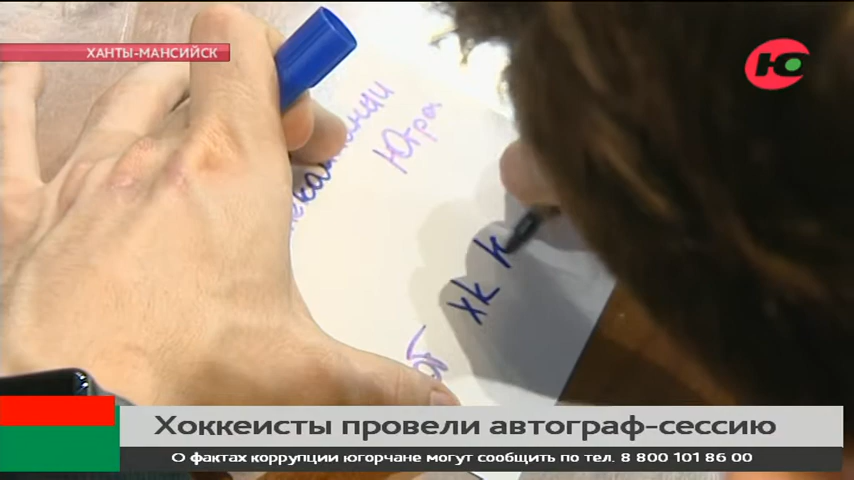 ХАНТЫ-МАНСИЙСК
Ю
Югра
от
ХК К
Хоккеисты провели автограф-сессию
О фактах коррупции югорчане могут сообщить по тел. 8 800 101 86 00